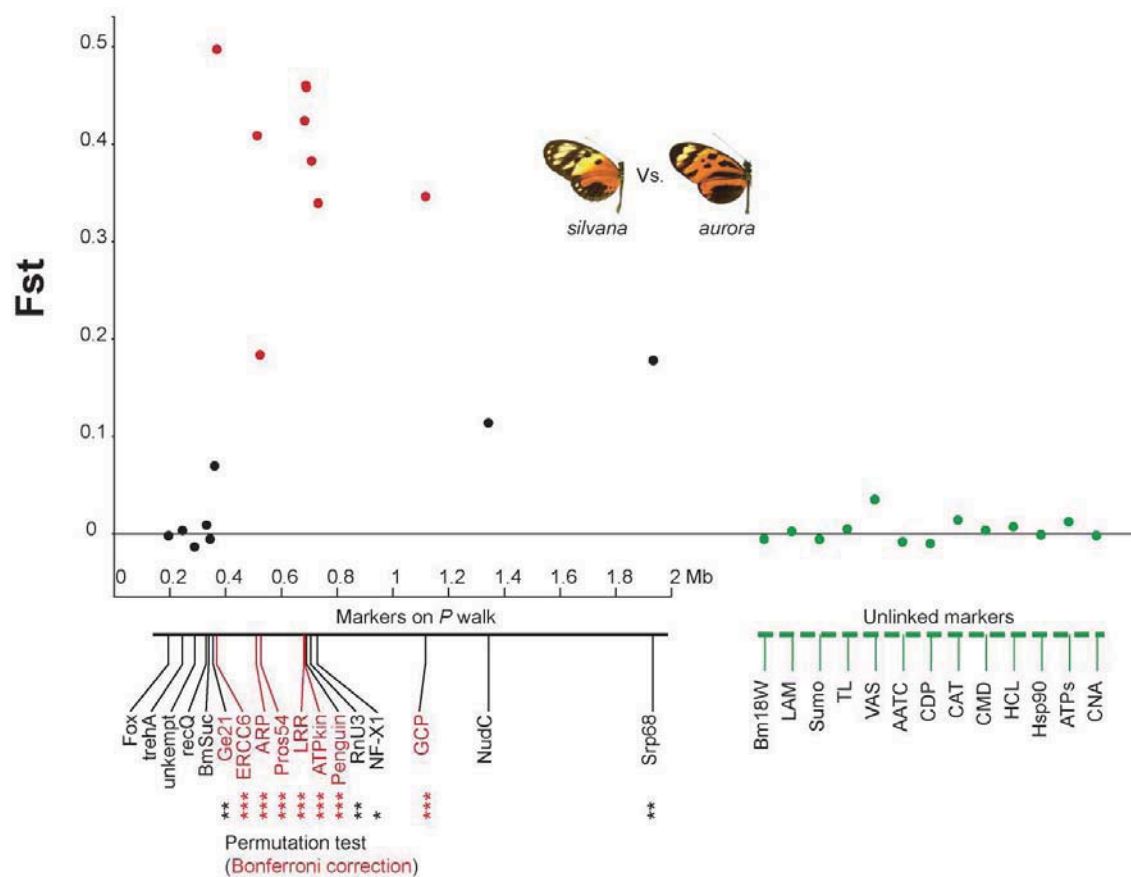 0.5
0.4
Vs.
silvana
aurora
0.3
Fst
0.2
0.1
0
0 0.2 0.4 0.6 0.8 1 1.2 1.4 1.6 1.8 2 Mb
Markers on P walk
Unlinked markers
Fox
trehA
unkempt
recQ
BmSuc
Ge21
ERCC6
ARP
Pros54
LRR
ATPkin
Penguin
RnU3
NF-X1
GCP
NudC
Srp68
Bm18W
LAM
Sumo
TL
VAS
AATC
CDP
CAT
CMD
HCL
Hsp90
ATPs
CNA
** *** *** *** *** *** *** ** * *** **
Permutation test
(Bonferroni correction)